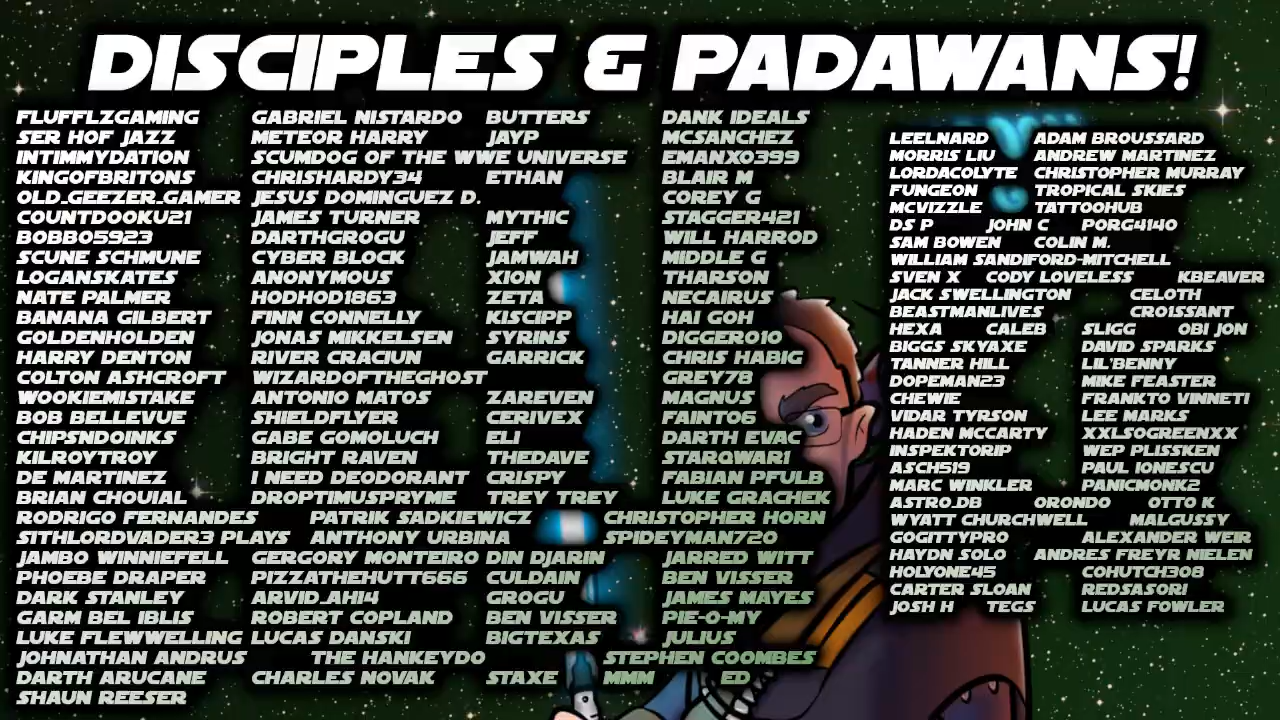 DISCIPLES & PADAWANS!
FLUFFLZGAMING GABRIEL NISTARDO BUTTERS DANK IDEALS
SER HOF JAZZ METEOR HARRY JAYP MCSANCHEZ
INTIMMYDATION SCUMDOG OF THE WWE UNIVERSE EMANX0399
KINGOFBRITONS CHRISHARDY34 ETHAN BLAIR M
OLD_GEEZER_GAMER JESUS DOMINGUEZ D. COREY G
COUNTDOOKU21 JAMES TURNER MYTHIC STAGGER421
BOBBO5923 DARTHGROGU JEFF WILL HARROD
SCUNE SCHMUNE CYBER BLOCK JAMWAH MIDDLE G
LOGANSKATES ANONYMOUS XION THARSON
NATE PALMER HODHOD1863 ZETA NECAIRUS
BANANA GILBERT FINN CONNELLY KISCIPP HAI GOH
GOLDENHOLDEN JONAS MIKKELSEN SYRINS DIGGER010
HARRY DENTON RIVER CRACIUN GARRICK CHRIS HABIG
COLTON ASHCROFT WIZARDOFTHEGHOST GREY78
WOOKIEMISTAKE ANTONIO MATOS ZAREVEN MAGNUS
BOB BELLEVUE SHIELDFLYER CERIVEX FAINT06
CHIPSNDOINKS GABE GOMOLUCH ELI DARTH EVAC
KILROYTROY BRIGHT RAVEN THEDAVE STARQWAR1
DE MARTINEZ I NEED DEODORANT CRISPY FABIAN PFULB
BRIAN CHOUIAL DROPTIMUSPRYME TREY TREY LUKE GRACHEK
RODRIGO FERNANDES PATRIK SADKIEWICZ CHRISTOPHER HORN
SITHLORDVADER3 PLAYS ANTHONY URBINA SPIDEYMAN720
JAMBO WINNIEFELL GERGORY MONTEIRO DIN DJARIN JARRED WITT
PHOEBE DRAPER PIZZATHEHUTT666 CULDAIN BEN VISSER
DARK STANLEY ARVID_AH14 GROGU JAMES MAYES
GARM BEL IBLIS ROBERT COPLAND BEN VISSER PIE-O-MY
LUKE FLEWWELLING LUCAS DANSKI BIGTEXAS JULIUS
JOHNATHAN ANDRUS THE HANKEYDO STEPHEN COOMBES
DARTH ARUCANE CHARLES NOVAK STAXE MMM ED
SHAUN REESER
LEELNARD ADAM BROUSSARD
MORRIS LIU ANDREW MARTINEZ
LORDACOLYTE CHRISTOPHER MURRAY
FUNGEON TROPICAL SKIES
MCVIZZLE TATTOOHUB
DS P JOHN C PORG4140
SAM BOWEN COLIN M.
WILLIAM SANDIFORD-MITCHELL
SVEN X CODY LOVELESS KBEAVER
JACK SWELLINGTON CELOTH
BEASTMANLIVES CRO1SSANT
HEXA CALEB SLIGG OBI JON
BIGGS SKYAXE DAVID SPARKS
TANNER HILL LIL'BENNY
DOPEMAN23 MIKE FEASTER
CHEWIE FRANKTO VINNETI
VIDAR TYRSON LEE MARKS
HADEN MCCARTY XXLSOGREENXX
INSPEKTORIP WEP PLISSKEN
ASCH519 PAUL IONESCU
MARC WINKLER PANICMONK2
ASTRO_DB ORONDO OTTO K
WYATT CHURCHWELL MALGUSSY
GOGITTYPRO ALEXANDER WEIR
HAYDN SOLO ANDRES FREYR NIELEN
HOLYONE45 COHUTCH308
CARTER SLOAN REDSASORI
JOSH H TEGS LUCAS FOWLER